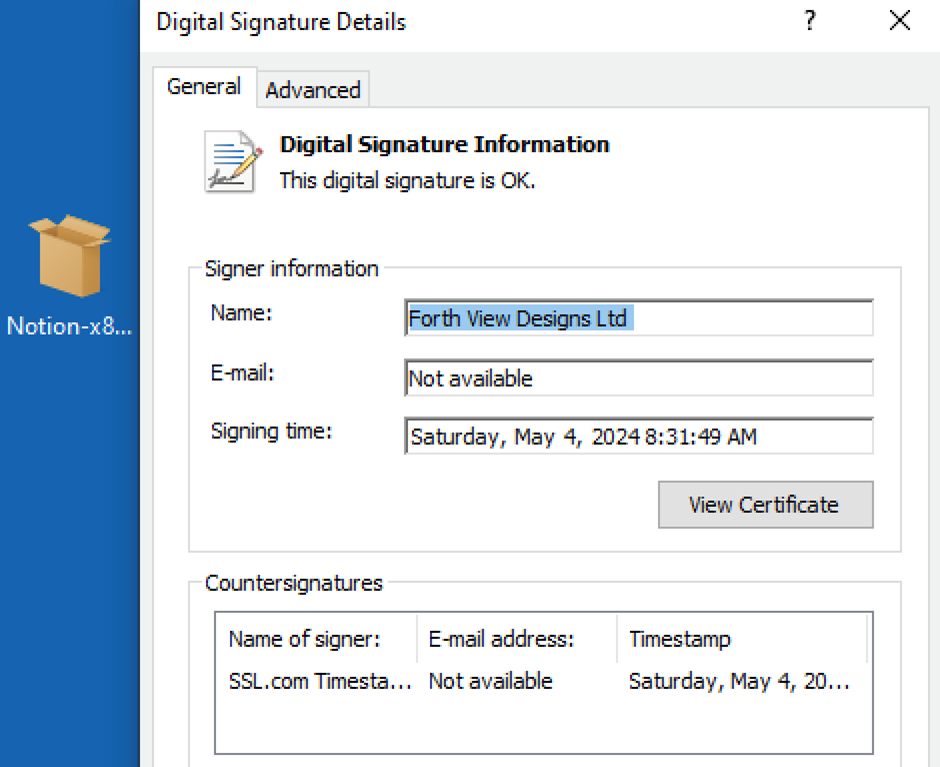 Digital Signature Details
?
General
Advanced
Digital Signature Information
This digital signature is OK.
Notion-x8...
Signer information
Name:
Forth View Designs Ltd
E-mail:
Not available
Signing time:
Saturday, May 4, 2024 8:31:49 AM
View Certificate
Countersignatures
Name of signer: E-mail address: Timestamp
SSL.com Timesta... Not available Saturday, May 4, 20...